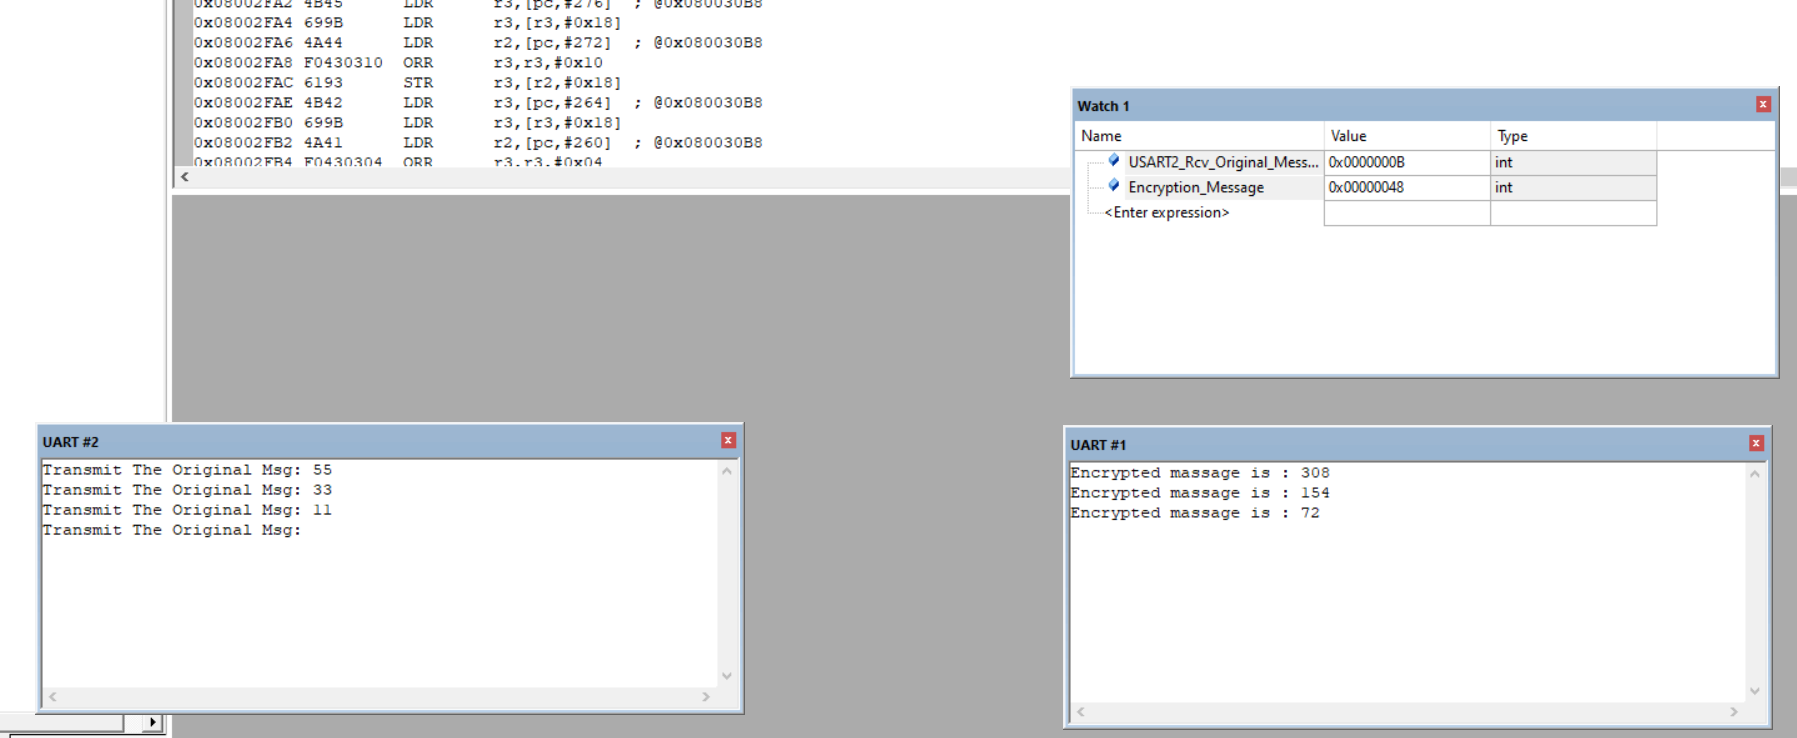 0x08002FA2 4B45 LDR r3,[pc,#276] ; @0x080030B8
0x08002FA4 699B LDR r3,[r3,#0x18]
0x08002FA6 4A44 LDR r2,[pc,#272] ; @0x080030B8
0x08002FA8 F0430310 ORR r3,r3,#0x10
0x08002FAC 6193 STR r3,[r2,#0x18]
0x08002FAE 4B42 LDR r3,[pc,#264] ; @0x080030B8
0x08002FB0 699B LDR r3,[r3,#0x18]
0x08002FB2 4A41 LDR r2,[pc,#260] ; @0x080030B8
0x08002FB4 F0430304 ORR r3,r3,#0x04
Watch 1
Name Value Type
USART2_Rcv_Original_Mess... 0x0000000B int
Encryption_Message 0x00000048 int
<Enter expression>
UART #2
Transmit The Original Msg: 55
Transmit The Original Msg: 33
Transmit The Original Msg: 11
Transmit The Original Msg:
UART #1
Encrypted massage is : 308
Encrypted massage is : 154
Encrypted massage is : 72